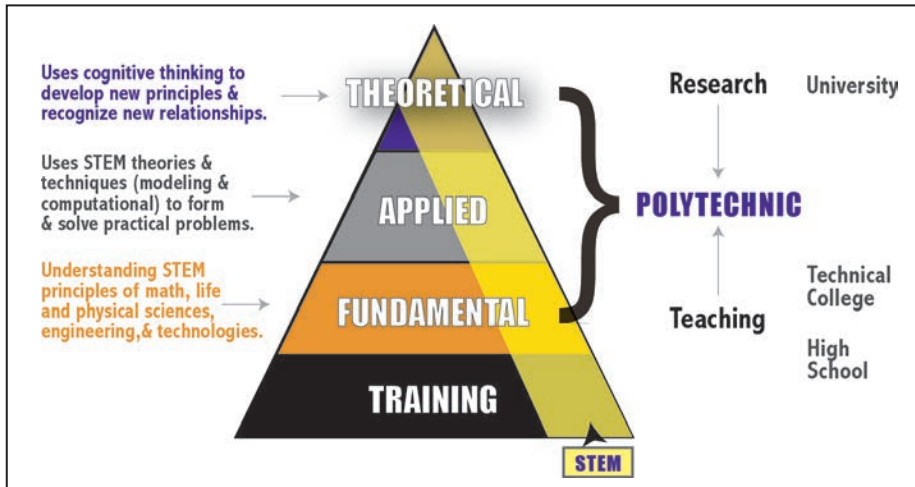 Uses cognitive thinking to
develop new principles &
recognize new relationships.
Uses STEM theories &
techniques (modeling &
computational) to form
& solve practical problems.
Understanding STEM
principles of math, life
and physical sciences,
engineering,& technologies.
THEORETICAL
APPLIED
FUNDAMENTAL
TRAINING
STEM
Research
University
POLYTECHNIC
Teaching
Technical
College
High
School